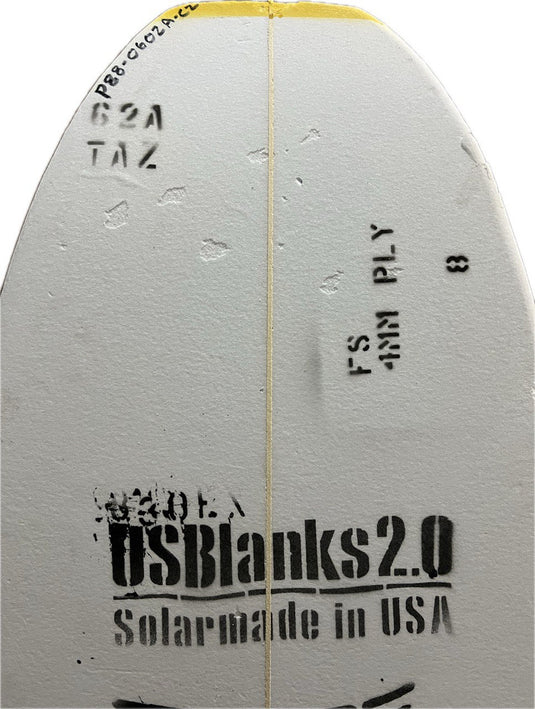 P88-0602A-C2
62A
TAZ
FS
4MM PLY
8
USBlanks2.0
Solarmade in USA